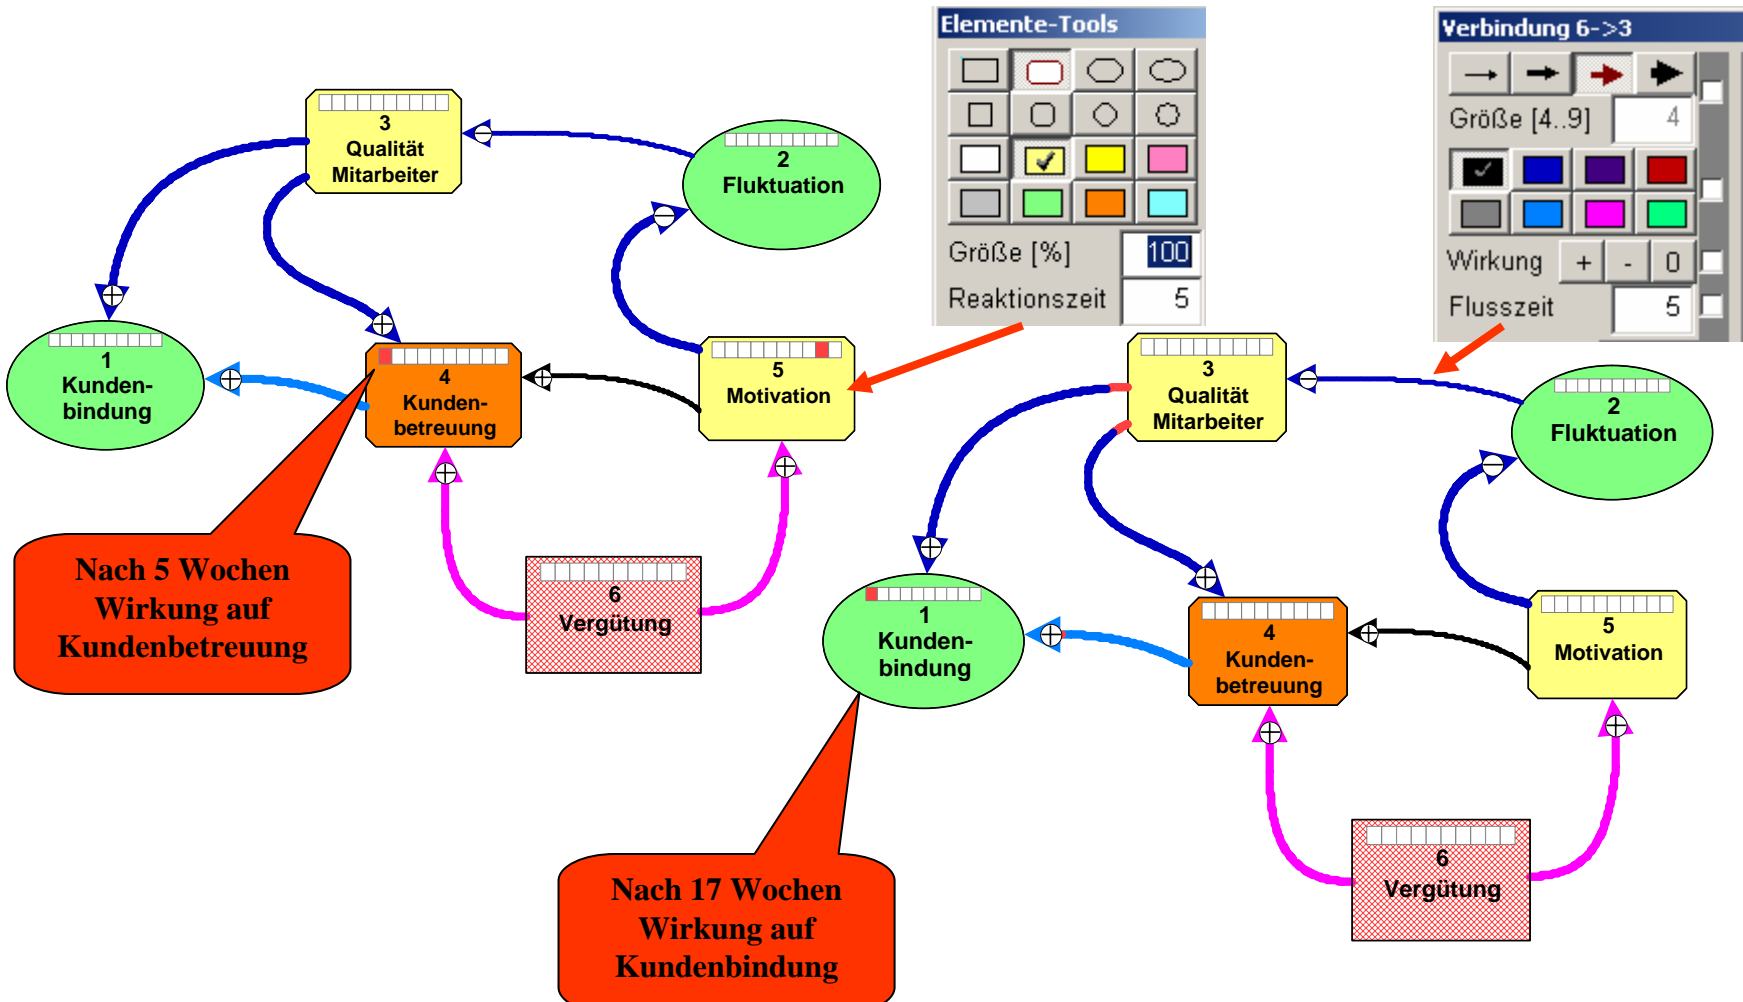 Elemente-Tools
Größe [%] 100
Reaktionszeit 5
Verbindung 6->3
Größe [4..9] 4
Wirkung + - 0
Flusszeit 5
3
Qualität
Mitarbeiter
2
Fluktuation
1
Kunden-
bindung
4
Kunden-
betreuung
5
Motivation
6
Vergütung
Nach 5 Wochen
Wirkung auf
Kundenbetreuung
3
Qualität
Mitarbeiter
2
Fluktuation
1
Kunden-
bindung
4
Kunden-
betreuung
5
Motivation
6
Vergütung
Nach 17 Wochen
Wirkung auf
Kundenbindung